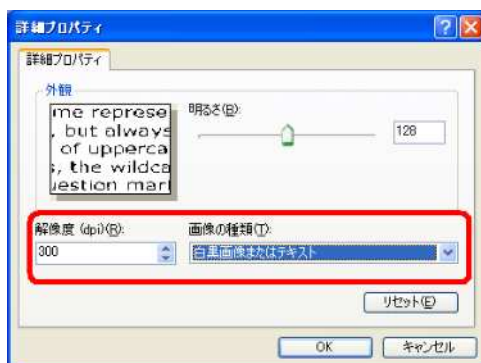 詳細プロパティ
詳細プロパティ
外観
me represe
, but always
of upperca
s, the wildca
uestion mark
明るさ(B):
128
解像度 (dpi)(R):
画像の種類(T):
300
白黒画像またはテキスト
リセット(E)
OK
キャンセル